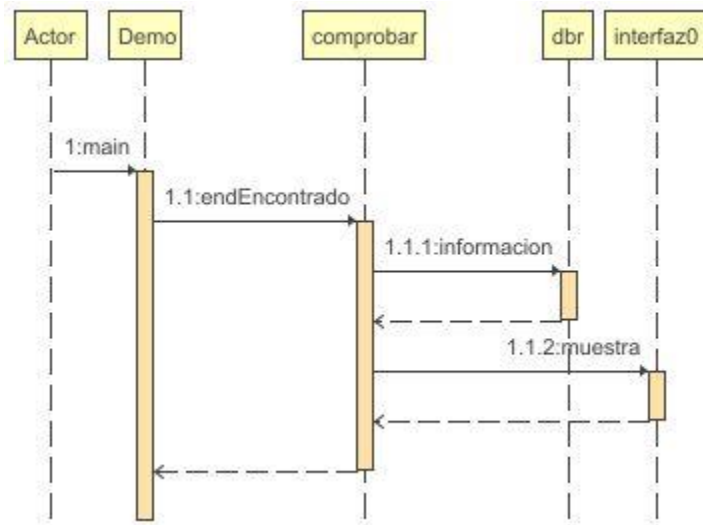 Actor
Demo
comprobar
dbr
interfaz0
1:main
1.1:endEncontrado
1.1.1:informacion
1.1.2:muestra